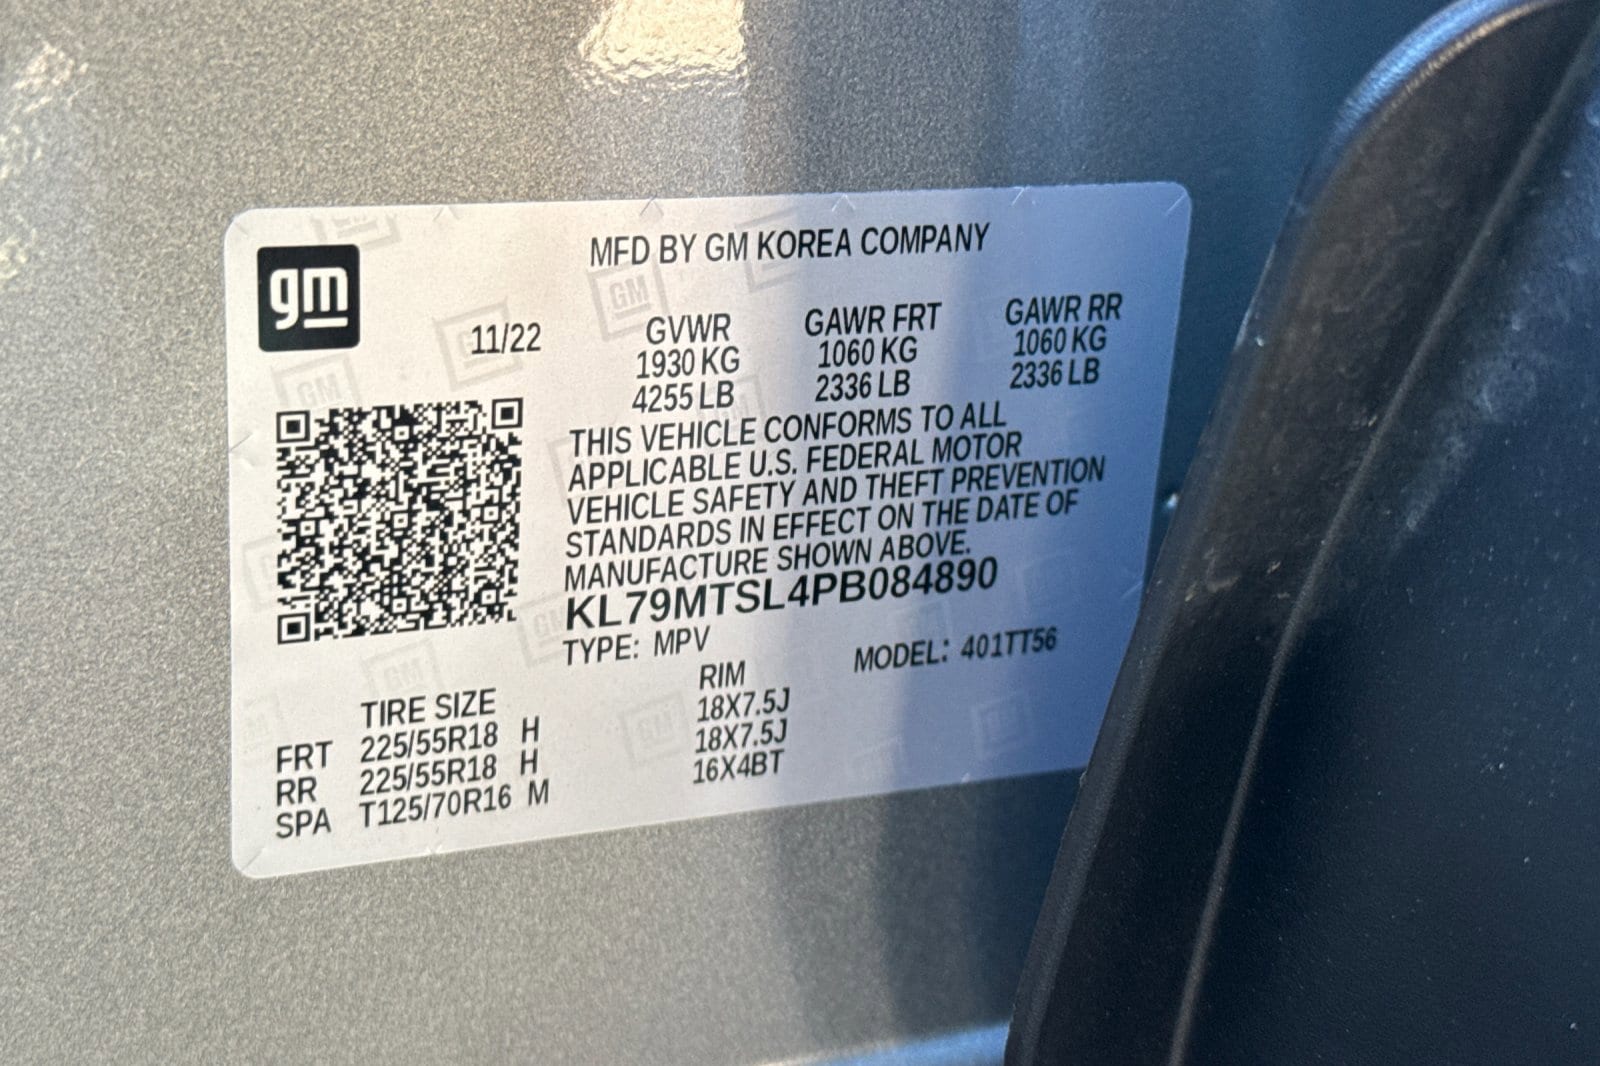 gm
MFD BY GM KOREA COMPANY
11/22
GVWR GAWR FRT GAWR RR
1930 KG 1060 KG 1060 KG
4255 LB 2336 LB 2336 LB
THIS VEHICLE CONFORMS TO ALL
APPLICABLE U.S. FEDERAL MOTOR
VEHICLE SAFETY AND THEFT PREVENTION
STANDARDS IN EFFECT ON THE DATE OF
MANUFACTURE SHOWN ABOVE.
KL79MTSL4PB084890
TYPE: MPV MODEL: 401TT56
TIRE SIZE RIM
FRT 225/55R18 H 18X7.5J
RR 225/55R18 H 18X7.5J
SPA T125/70R16 M 16X4BT